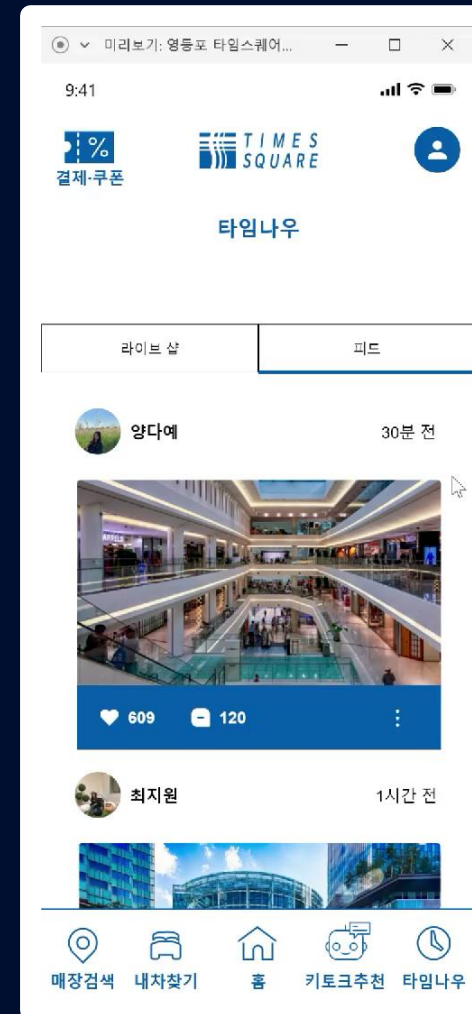 미리보기: 영등포 타임스퀘어...
9:41
%
결제·쿠폰
TIMES
SQUARE
타임나우
라이브 샵
피드
양다예
30분 전
609
120
최지원
1시간 전
매장검색
내차찾기
홈
키토크추천
타임나우